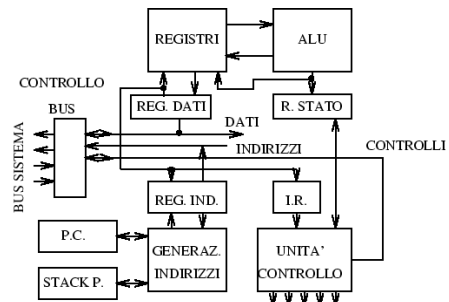 REGISTRI
ALU
CONTROLLO
BUS
REG. DATI
R. STATO
DATI
INDIRIZZI
CONTROLLI
BUS SISTEMA
REG. IND.
I.R.
P.C.
GENERAZ.
INDIRIZZI
UNITA'
CONTROLLO
STACK P.